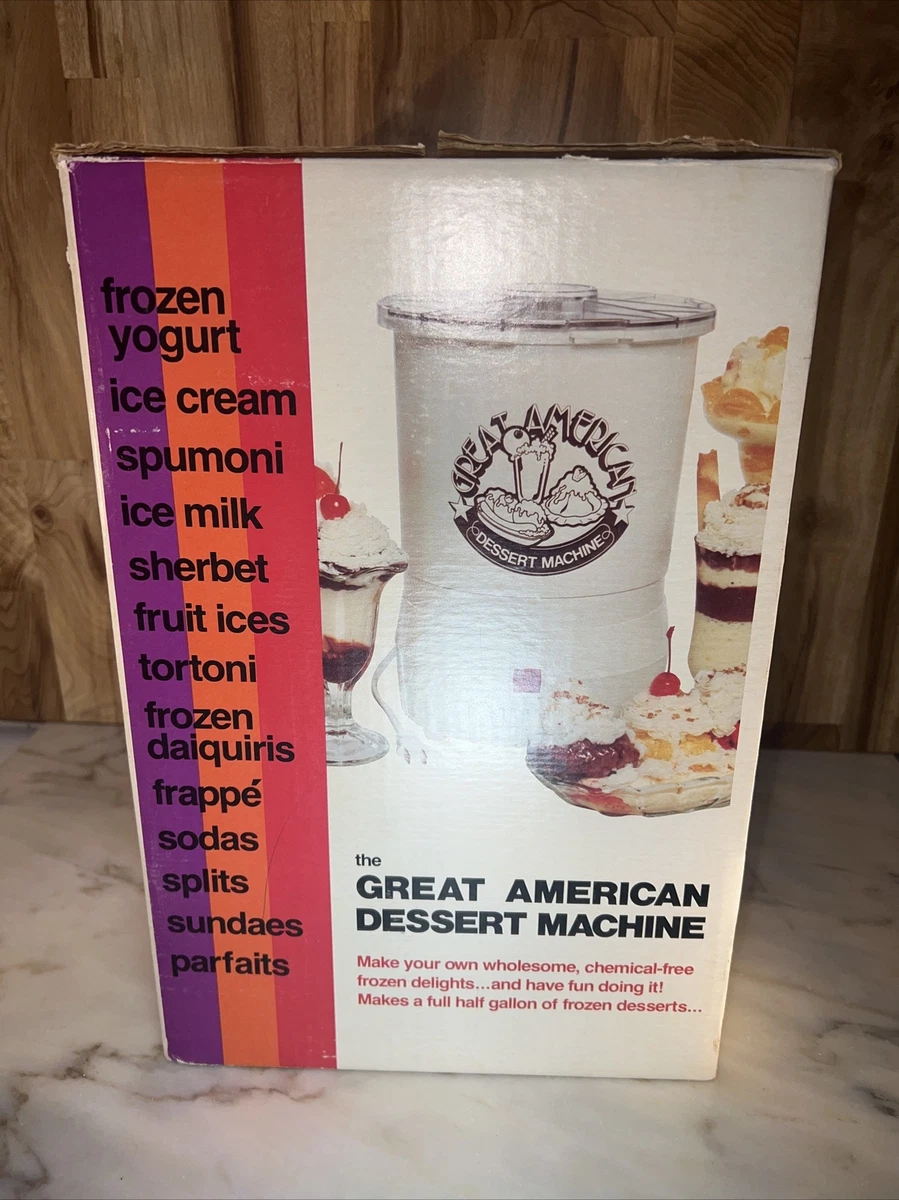 frozen
yogurt
ice cream
spumoni
ice milk
sherbet
fruit ices
tortoni
frozen
daiquiris
frappé
sodas
splits
sundaes
parfaits
GREAT AMERICAN
DESSERT MACHINE
the
GREAT AMERICAN
DESSERT MACHINE
Make your own wholesome, chemical-free
frozen delights...and have fun doing it!
Makes a full half gallon of frozen desserts...